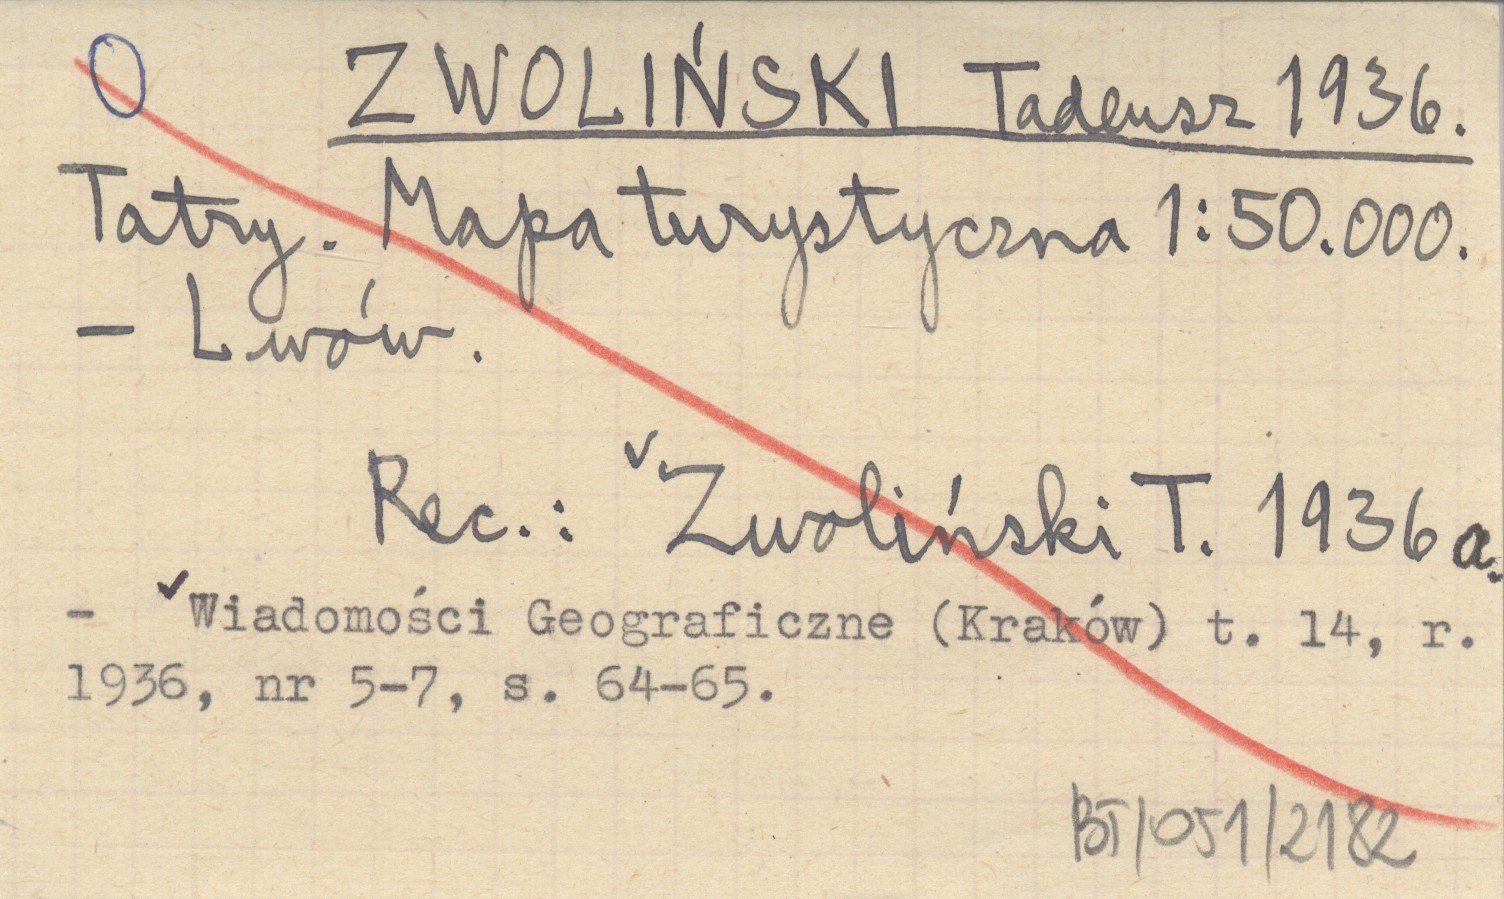 O ZWOLIŃSKI Tadeusz 1936.
Tatry. Mapa turystyczna 1:50.000.
- Lwów.
Rec.: ✓Zwoliński T. 1936 a.
- ✓Wiadomości Geograficzne (Kraków) t. 14, r.
1936, nr 5-7, s. 64-65.
BT/051/2182